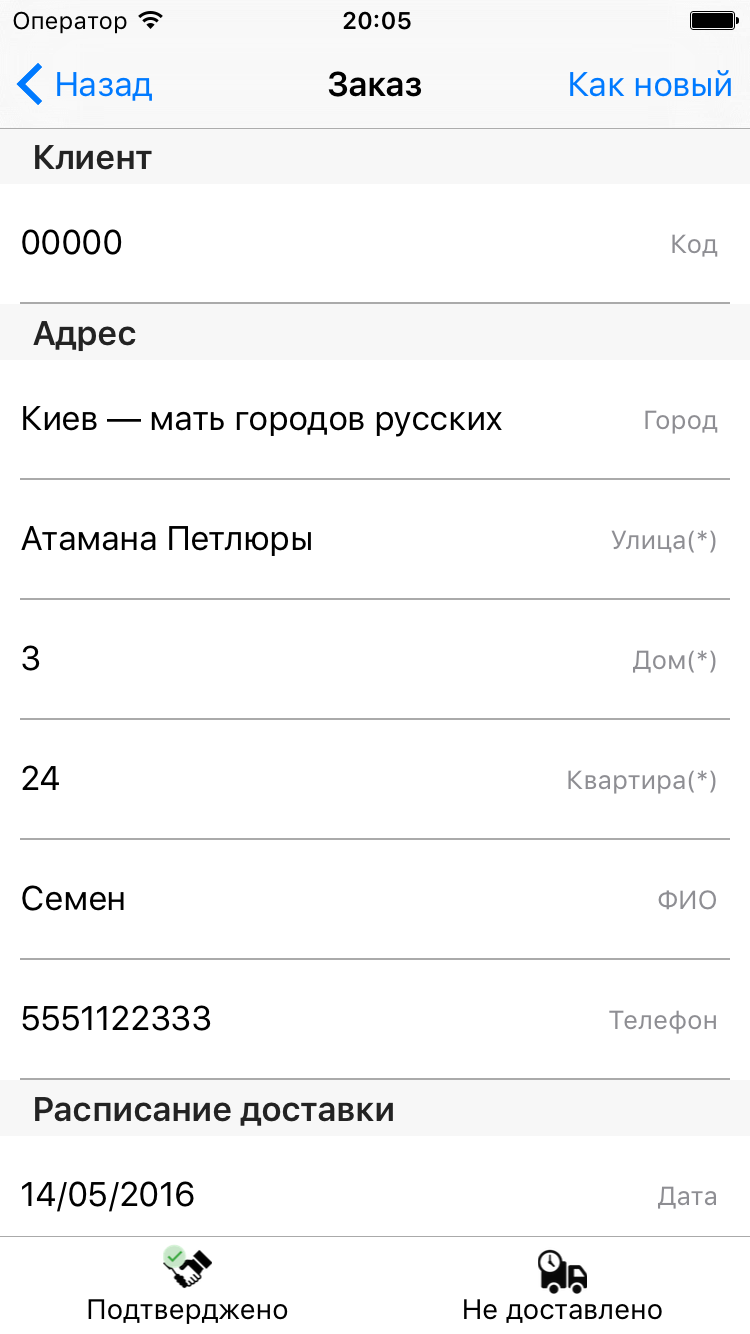 Оператор 20:05
Назад Заказ Как новый
Клиент
00000 Код
Адрес
Киев — мать городов русских Город
Атамана Петлюры Улица(*)
3 Дом(*)
24 Квартира(*)
Семен ФИО
5551122333 Телефон
Расписание доставки
14/05/2016 Дата
Подтверджено Не доставлено